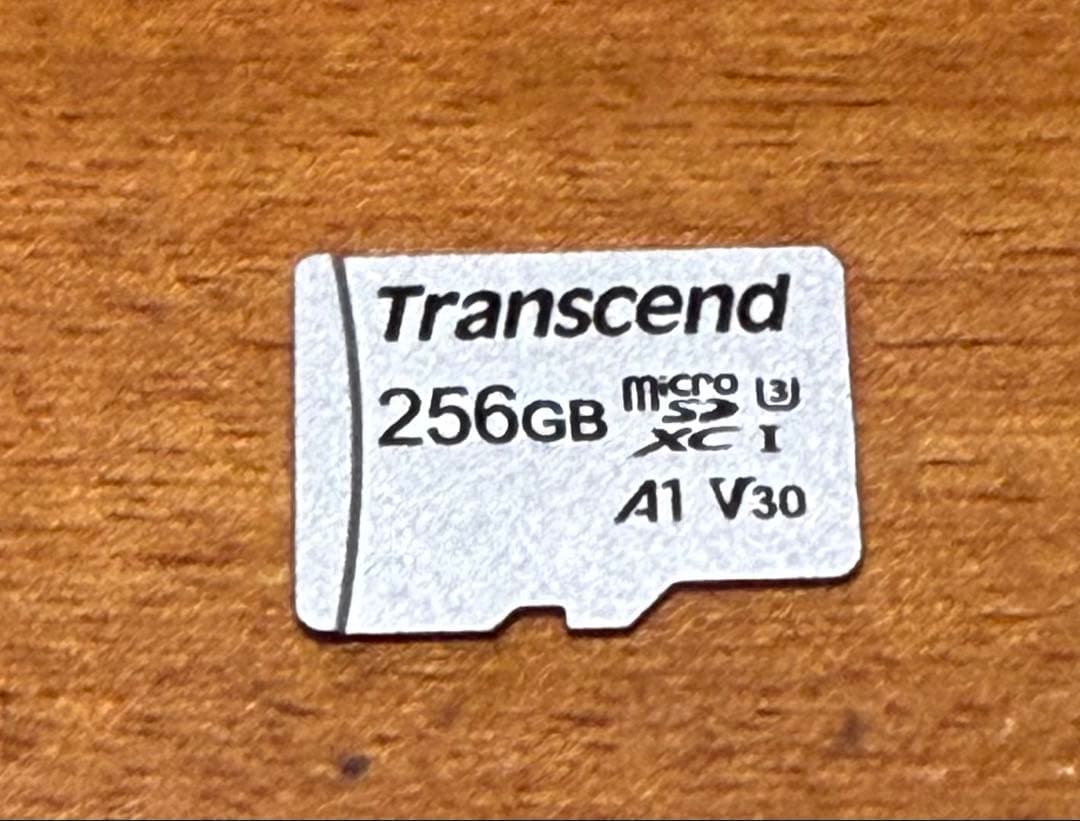 Transcend
256GB
micro
SD
XC I
U3
A1 V30